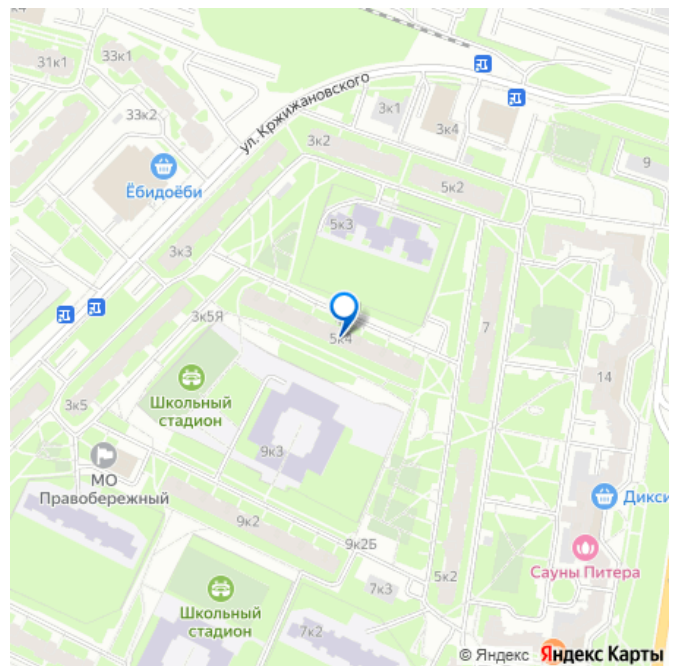 к4
31к1
33к1
33к2
ул. Кржижановского
3к1
3к4
Ёбидоёби
3к2
9
5к2
5к3
3к3
3к5Я
5к4
7
14
Школьный
стадион
3к5
9к3
МО
Правобережный
Дикси
9к2
9к2Б
Сауны Питера
5к2
7к3
Школьный
стадион
7к2
© Яндекс Яндекс Карты